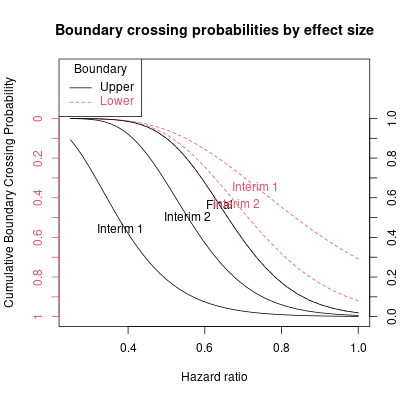 Boundary crossing probabilities by effect size
Boundary
Upper
Lower
Cumulative Boundary Crossing Probability
0
0.2
0.4
0.6
0.8
1
Interim 1
Interim 2
Final
Interim 1
Interim 2
1.0
0.8
0.6
0.4
0.2
0.0
0.4 0.6 0.8 1.0
Hazard ratio